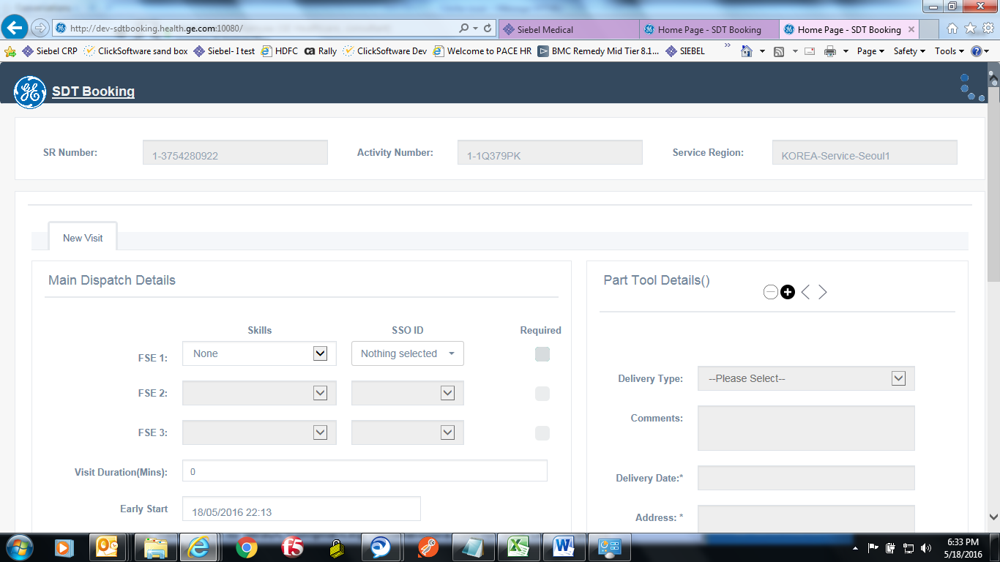 http://dev-sdtbooking.health.ge.com:10080/
Siebel Medical
Home Page - SDT Booking
Home Page - SDT Booking
Siebel CRP
ClickSoftware sand box
Siebel- I test
HDFC
ca Rally
ClickSoftware Dev
Welcome to PACE HR
BMC Remedy Mid Tier 8.1...
SIEBEL
Page
Safety
Tools
SDT Booking
SR Number: 1-3754280922
Activity Number: 1-1Q379PK
Service Region: KOREA-Service-Seoul1
New Visit
Main Dispatch Details
Skills SSO ID Required
FSE 1: None Nothing selected
FSE 2:
FSE 3:
Visit Duration(Mins): 0
Early Start 18/05/2016 22:13
Part Tool Details()
Delivery Type: --Please Select--
Comments:
Delivery Date:*
Address: *
6:33 PM
5/18/2016